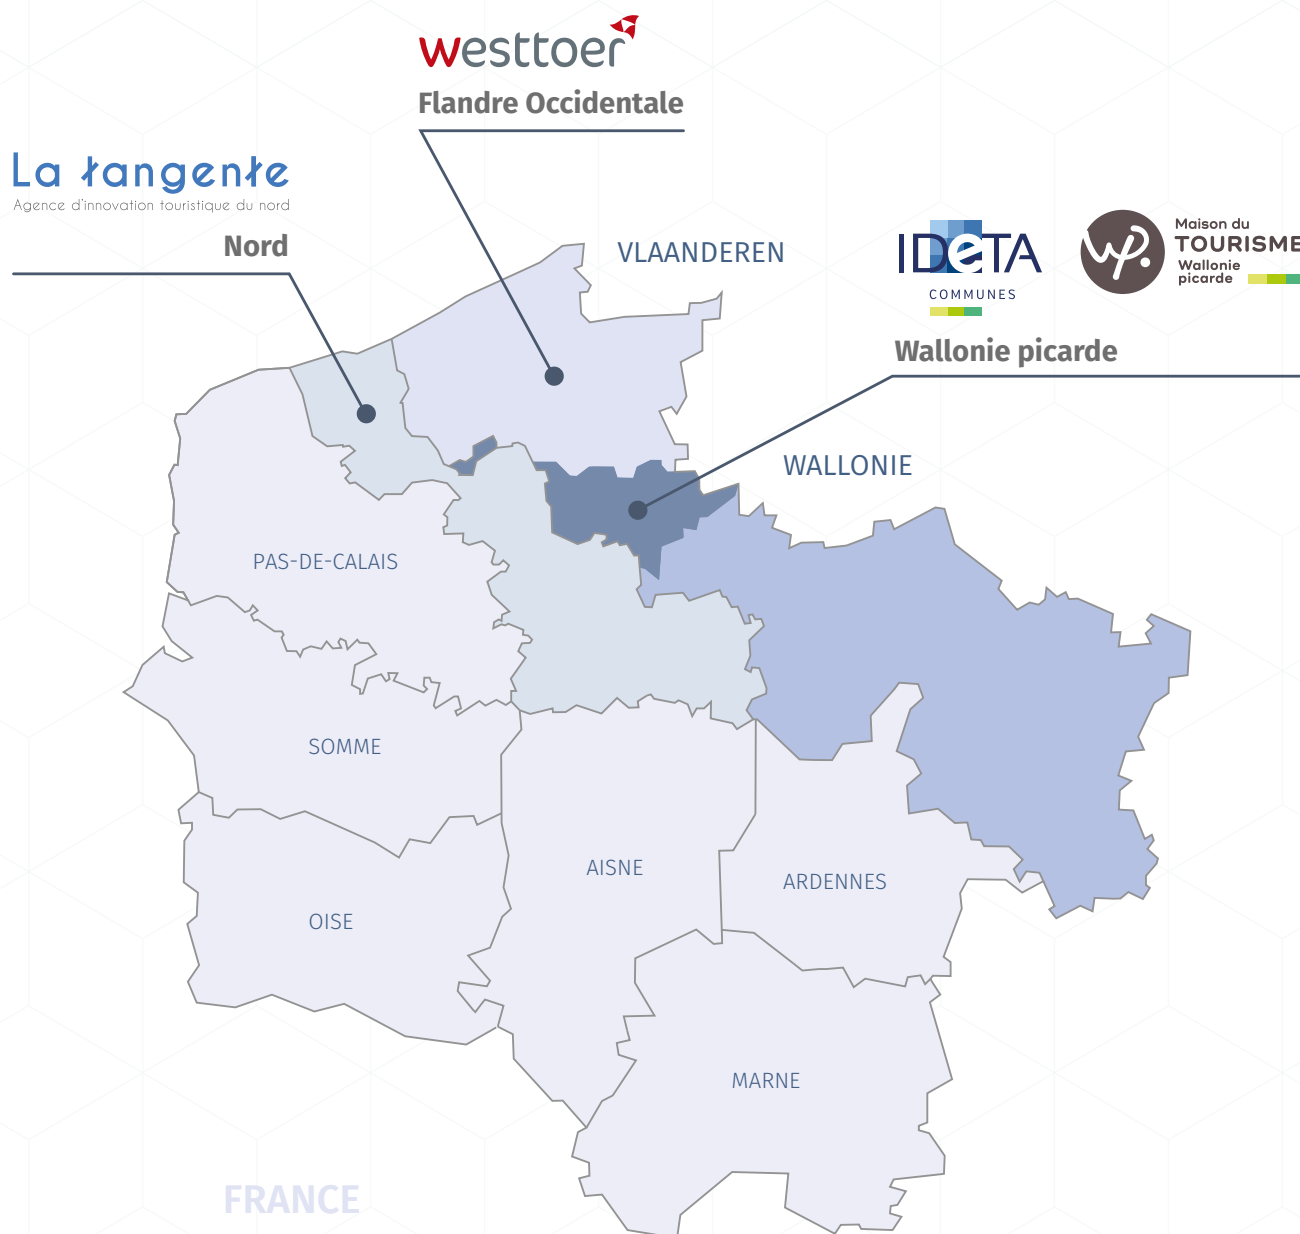 westtoer
Flandre Occidentale
La tangente
Agence d'innovation touristique du nord
Nord
VLAANDEREN
IDeTA
COMMUNES
wp.
Maison du
TOURISME
Wallonie
picarde
Wallonie picarde
WALLONIE
PAS-DE-CALAIS
SOMME
AISNE
ARDENNES
OISE
MARNE
FRANCE